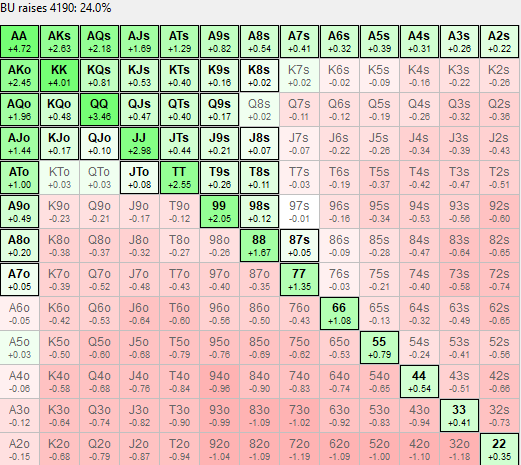 BU raises 4190: 24.0%
AA AKs AQs AJs ATs A9s A8s A7s A6s A5s A4s A3s A2s
+4.72 +2.63 +2.18 +1.69 +1.29 +0.82 +0.54 +0.41 +0.32 +0.39 +0.31 +0.26 +0.22
AKo KK KQs KJs KTs K9s K8s K7s K6s K5s K4s K3s K2s
+2.45 +4.01 +0.81 +0.53 +0.40 +0.16 +0.02 +0.02 -0.02 -0.09 -0.16 -0.22 -0.26
AQo KQo QQ QJs QTs Q9s Q8s Q7s Q6s Q5s Q4s Q3s Q2s
+1.96 +0.48 +3.46 +0.47 +0.40 +0.17 +0.02 -0.11 -0.12 -0.19 -0.26 -0.32 -0.36
AJo KJo QJo JJ JTs J9s J8s J7s J6s J5s J4s J3s J2s
+1.44 +0.17 +0.10 +2.98 +0.44 +0.21 +0.07 -0.07 -0.22 -0.26 -0.34 -0.39 -0.43
ATo KTo QTo JTo TT T9s T8s T7s T6s T5s T4s T3s T2s
+1.00 +0.03 +0.03 +0.08 +2.55 +0.26 +0.11 -0.03 -0.19 -0.37 -0.42 -0.47 -0.51
A9o K9o Q9o J9o T9o 99 98s 97s 96s 95s 94s 93s 92s
+0.49 -0.23 -0.21 -0.17 -0.12 +2.05 +0.12 -0.01 -0.16 -0.34 -0.53 -0.56 -0.60
A8o K8o Q8o J8o T8o 98o 88 87s 86s 85s 84s 83s 82s
+0.20 -0.38 -0.37 -0.32 -0.27 -0.26 +1.67 +0.05 -0.09 -0.28 -0.47 -0.64 -0.65
A7o K7o Q7o J7o T7o 97o 87o 77 76s 75s 74s 73s 72s
+0.05 -0.39 -0.52 -0.48 -0.43 -0.40 -0.35 +1.35 -0.03 -0.21 -0.40 -0.58 -0.74
A6o K6o Q6o J6o T6o 96o 86o 76o 66 65s 64s 63s 62s
-0.05 -0.42 -0.53 -0.64 -0.60 -0.56 -0.50 -0.43 +1.08 -0.13 -0.32 -0.49 -0.65
A5o K5o Q5o J5o T5o 95o 85o 75o 65o 55 54s 53s 52s
+0.03 -0.50 -0.60 -0.68 -0.79 -0.76 -0.69 -0.62 -0.53 +0.79 -0.24 -0.41 -0.56
A4o K4o Q4o J4o T4o 94o 84o 74o 64o 54o 44 43s 42s
-0.06 -0.58 -0.68 -0.76 -0.84 -0.96 -0.90 -0.83 -0.74 -0.65 +0.54 -0.51 -0.66
A3o K3o Q3o J3o T3o 93o 83o 73o 63o 53o 43o 33 32s
-0.12 -0.64 -0.74 -0.82 -0.90 -0.99 -1.09 -1.02 -0.92 -0.83 -0.94 +0.41 -0.73
A2o K2o Q2o J2o T2o 92o 82o 72o 62o 52o 42o 32o 22
-0.15 -0.68 -0.79 -0.87 -0.94 -1.04 -1.09 -1.19 -1.09 -1.00 -1.10 -1.18 +0.35